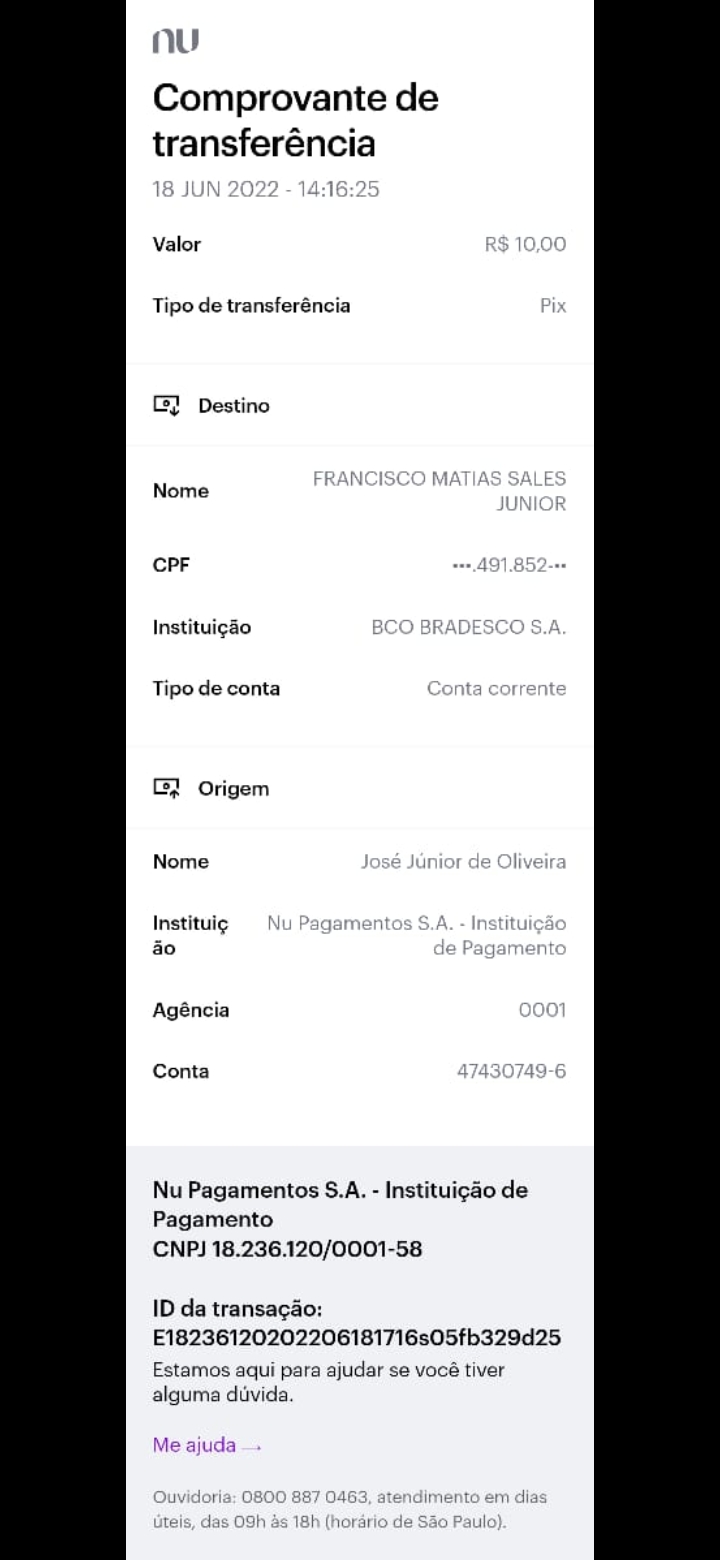 nu
Comprovante de
transferência
18 JUN 2022 - 14:16:25
Valor R$ 10,00
Tipo de transferência Pix
Destino
Nome FRANCISCO MATIAS SALES
JUNIOR
CPF •••.491.852-••
Instituição BCO BRADESCO S.A.
Tipo de conta Conta corrente
Origem
Nome José Júnior de Oliveira
Instituiç Nu Pagamentos S.A. - Instituição
ão de Pagamento
Agência 0001
Conta 47430749-6
Nu Pagamentos S.A. - Instituição de
Pagamento
CNPJ 18.236.120/0001-58
ID da transação:
E18236120202206181716s05fb329d25
Estamos aqui para ajudar se você tiver
alguma dúvida.
Me ajuda →
Ouvidoria: 0800 887 0463, atendimento em dias
úteis, das 09h às 18h (horário de São Paulo).